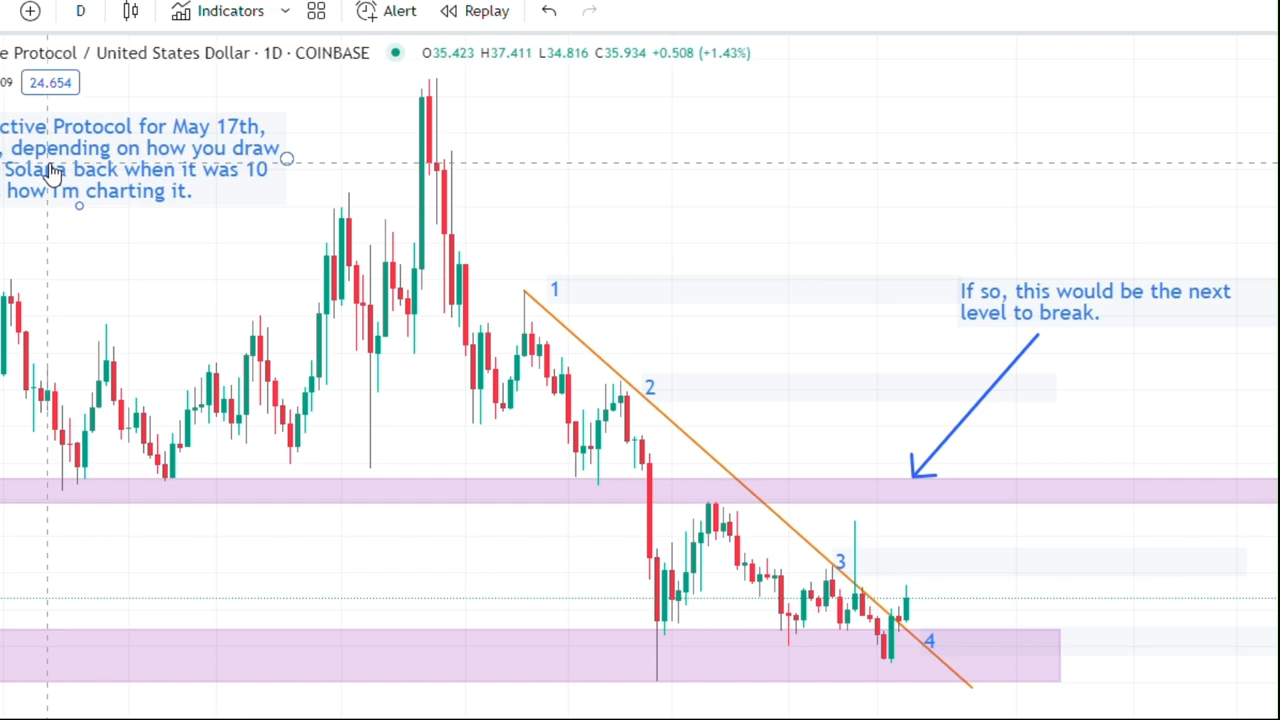 D Indicators Alert Replay
e Protocol / United States Dollar · 1D · COINBASE O35.423 H37.411 L34.816 C35.934 +0.508 (+1.43%)
09 24.654
ctive Protocol for May 17th,
, depending on how you draw
Solana back when it was 10
how I'm charting it.
1
If so, this would be the next
level to break.
2
3
4